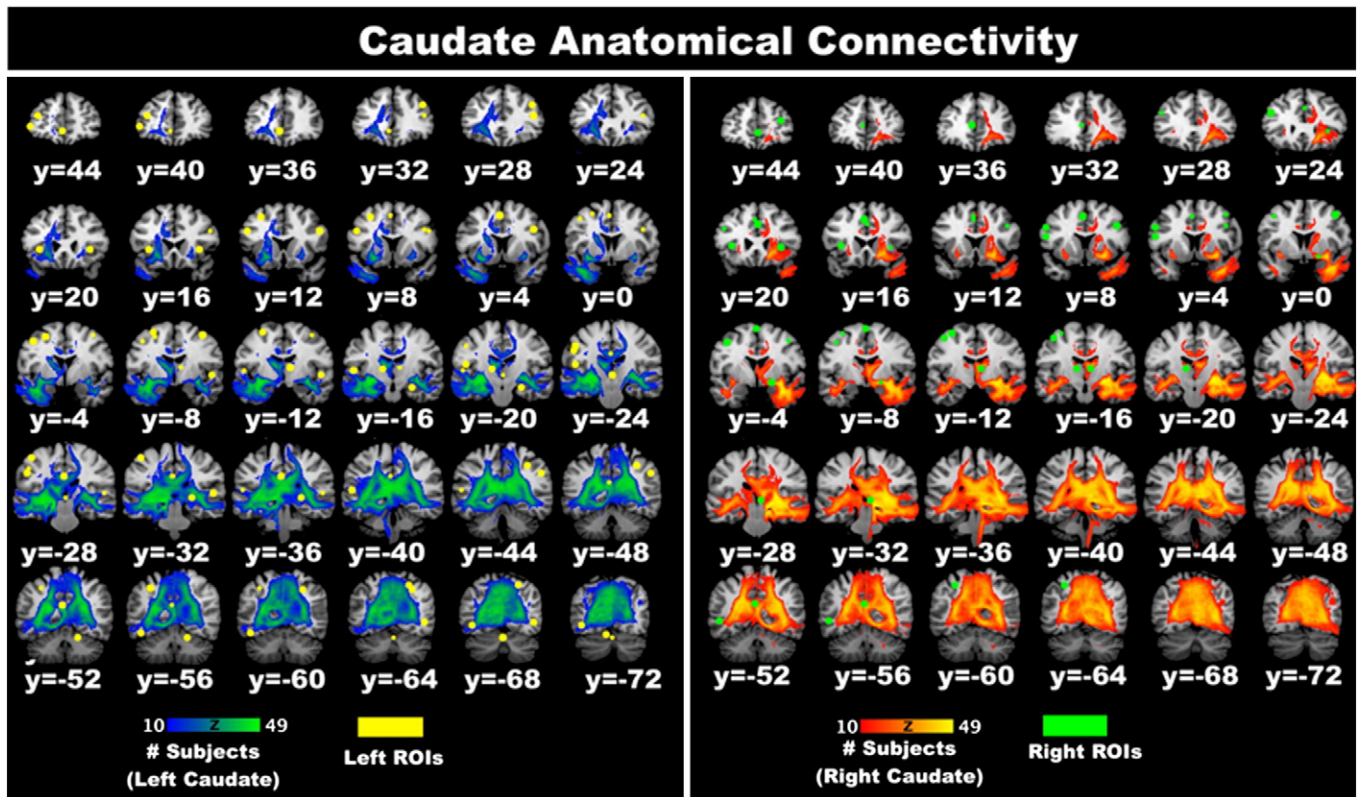 Caudate Anatomical Connectivity
y=44 y=40 y=36 y=32 y=28 y=24
y=20 y=16 y=12 y=8 y=4 y=0
y=-4 y=-8 y=-12 y=-16 y=-20 y=-24
y=-28 y=-32 y=-36 y=-40 y=-44 y=-48
y=-52 y=-56 y=-60 y=-64 y=-68 y=-72
10 Z 49
# Subjects
(Left Caudate)
Left ROIs
y=44 y=40 y=36 y=32 y=28 y=24
y=20 y=16 y=12 y=8 y=4 y=0
y=-4 y=-8 y=-12 y=-16 y=-20 y=-24
y=-28 y=-32 y=-36 y=-40 y=-44 y=-48
y=-52 y=-56 y=-60 y=-64 y=-68 y=-72
10 Z 49
# Subjects
(Right Caudate)
Right ROIs